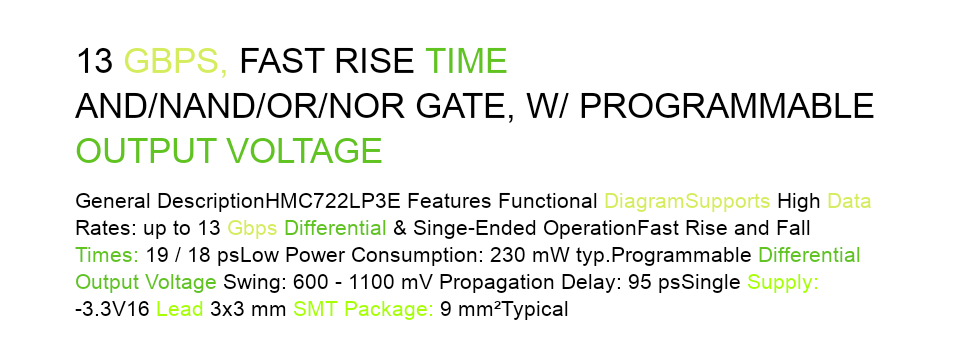 13 GBPS, FAST RISE TIME
AND/NAND/OR/NOR GATE, W/ PROGRAMMABLE
OUTPUT VOLTAGE
General DescriptionHMC722LP3E Features Functional DiagramSupports High Data
Rates: up to 13 Gbps Differential & Singe-Ended OperationFast Rise and Fall
Times: 19 / 18 psLow Power Consumption: 230 mW typ.Programmable Differential
Output Voltage Swing: 600 - 1100 mV Propagation Delay: 95 psSingle Supply:
-3.3V16 Lead 3x3 mm SMT Package: 9 mm²Typical